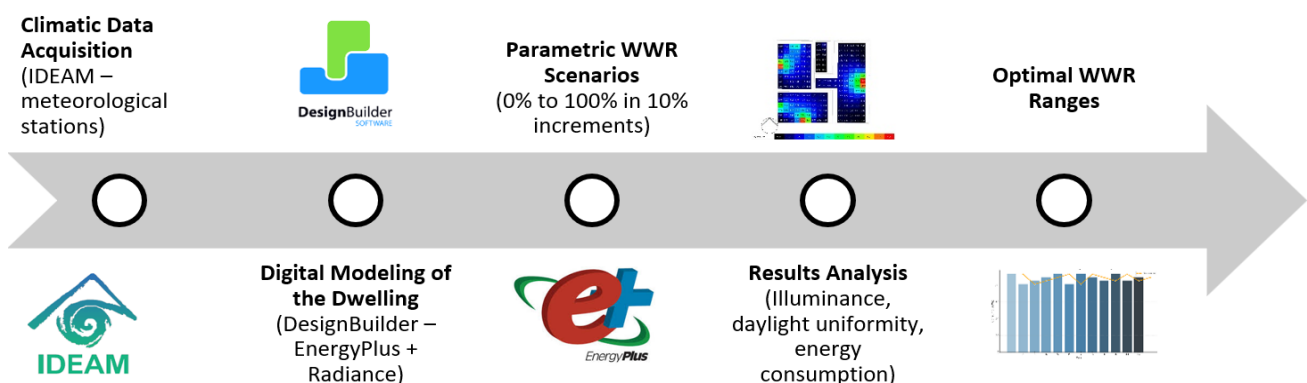 Climatic Data
Acquisition
(IDEAM –
meteorological
stations)
DesignBuilder
SOFTWARE
Parametric WWR
Scenarios
(0% to 100% in 10%
increments)
Optimal WWR
Ranges
IDEAM
Digital Modeling of
the Dwelling
(DesignBuilder –
EnergyPlus +
Radiance)
e+
EnergyPlus
Results Analysis
(Illuminance,
daylight uniformity,
energy
consumption)